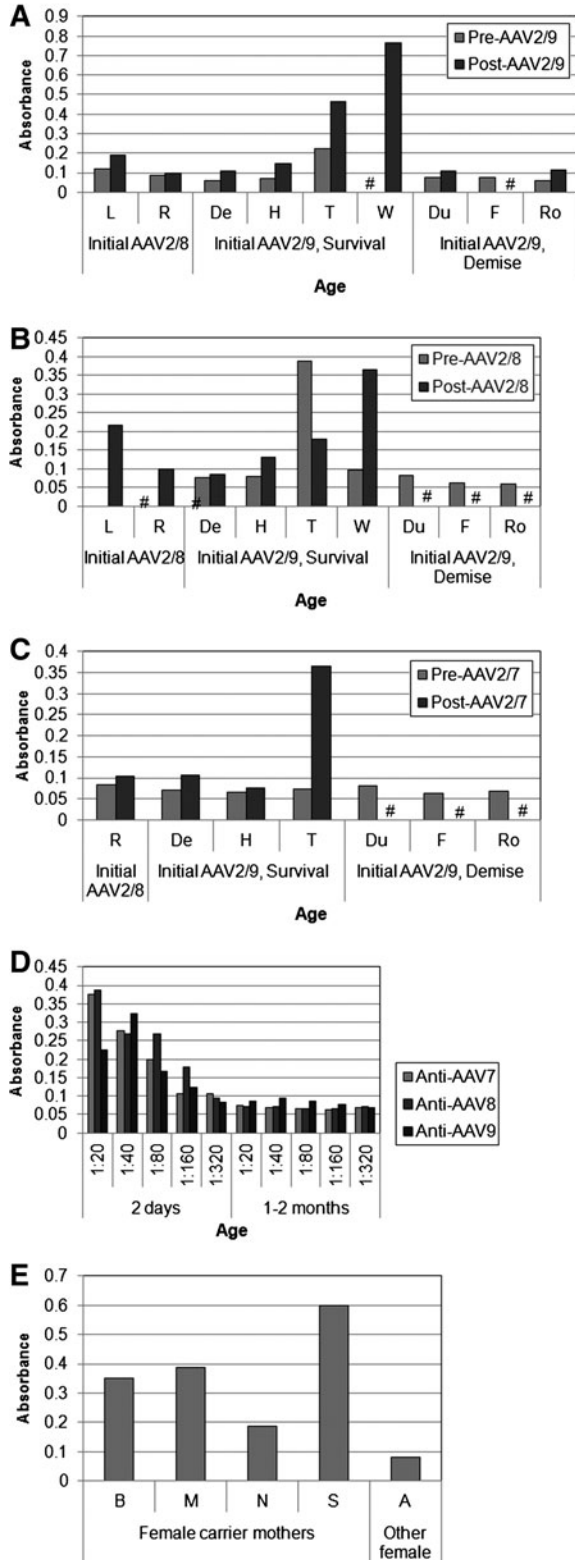 A
Absorbance
0.9
0.8
0.7
0.6
0.5
0.4
0.3
0.2
0.1
0
Pre-AAV2/9
Post-AAV2/9
# #
L R De H T W Du F Ro
Initial AAV2/8 Initial AAV2/9, Survival Initial AAV2/9,
Demise
Age
B
Absorbance
0.45
0.4
0.35
0.3
0.25
0.2
0.15
0.1
0.05
0
Pre-AAV2/8
Post-AAV2/8
# # # # #
L R De H T W Du F Ro
Initial AAV2/8 Initial AAV2/9, Survival Initial AAV2/9,
Demise
Age
C
Absorbance
0.4
0.35
0.3
0.25
0.2
0.15
0.1
0.05
0
Pre-AAV2/7
Post-AAV2/7
# # #
R De H T Du F Ro
Initial Initial AAV2/9, Survival Initial AAV2/9, Demise
AAV2/8
Age
D
Absorbance
0.45
0.4
0.35
0.3
0.25
0.2
0.15
0.1
0.05
0
Anti-AAV7
Anti-AAV8
Anti-AAV9
1:20 1:40 1:80 1:160 1:320 1:20 1:40 1:80 1:160 1:320
2 days 1-2 months
Age
E
Absorbance
0.7
0.6
0.5
0.4
0.3
0.2
0.1
0
B M N S A
Female carrier mothers Other
female